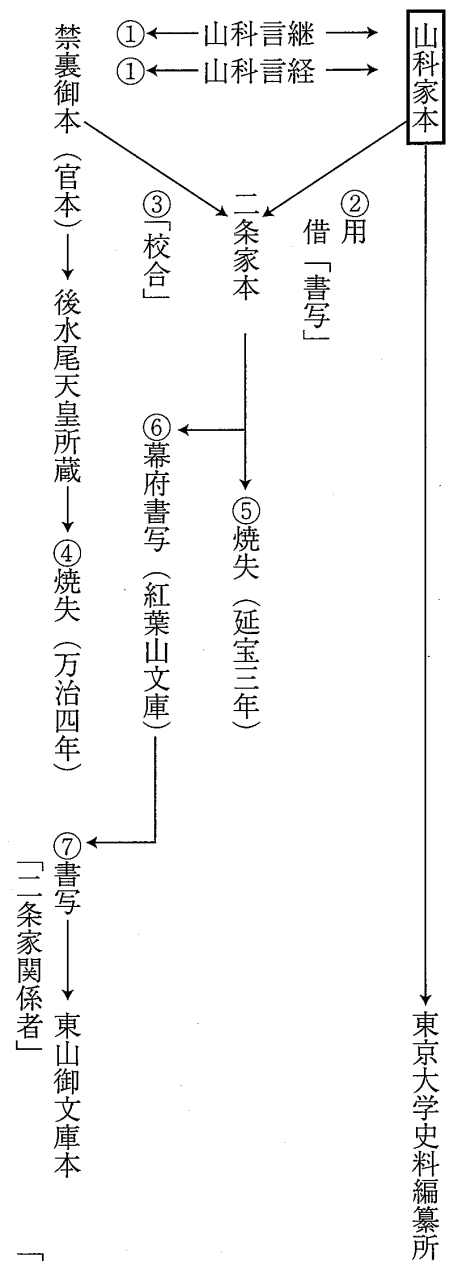 山科家本
東京大学史料編纂所
山科言継
①
山科言経
①
②用
借「書写」
二条家本
⑤焼失（延宝三年）
③「校合」
⑥幕府書写（紅葉山文庫）
禁裏御本（官本）
後水尾天皇所蔵
④焼失（万治四年）
⑦書写
東山御文庫本
「二条家関係者」
「